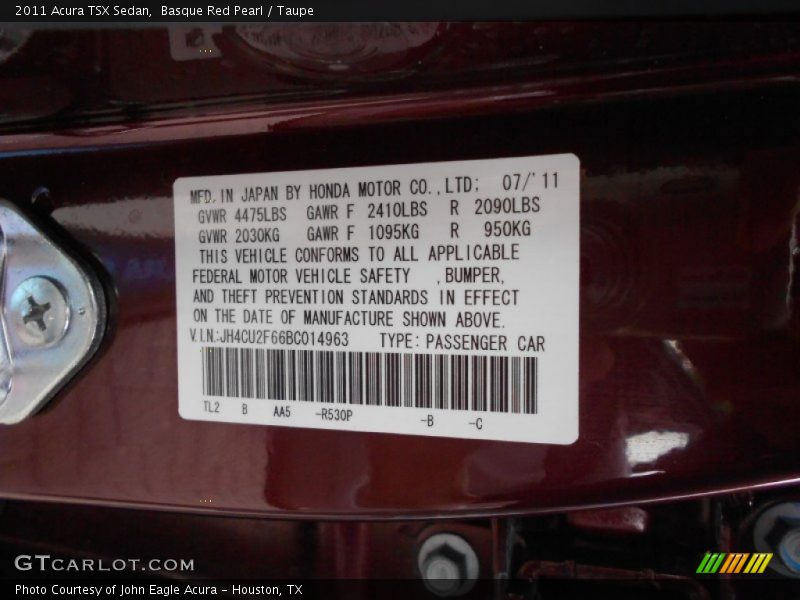 2011 Acura TSX Sedan,  Basque Red Pearl / Taupe
MFD. IN JAPAN BY HONDA MOTOR CO.,LTD; 07/'11
GVWR 4475LBS GAWR F 2410LBS R 2090LBS
GVWR 2030KG GAWR F 1095KG R 950KG
THIS VEHICLE CONFORMS TO ALL APPLICABLE
FEDERAL MOTOR VEHICLE SAFETY ,BUMPER,
AND THEFT PREVENTION STANDARDS IN EFFECT
ON THE DATE OF MANUFACTURE SHOWN ABOVE.
V.I.N:JH4CU2F66BC014963 TYPE: PASSENGER CAR
TL2 B AA5 -R530P -B -C
GTCARLOT.COM
Photo Courtesy of John Eagle Acura - Houston, TX